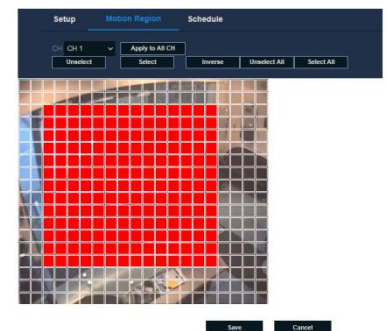 Setup Motion Region Schedule
CH CH 1 Apply to All CH
Unselect Select Inverse Unselect All Select All
Save Cancel